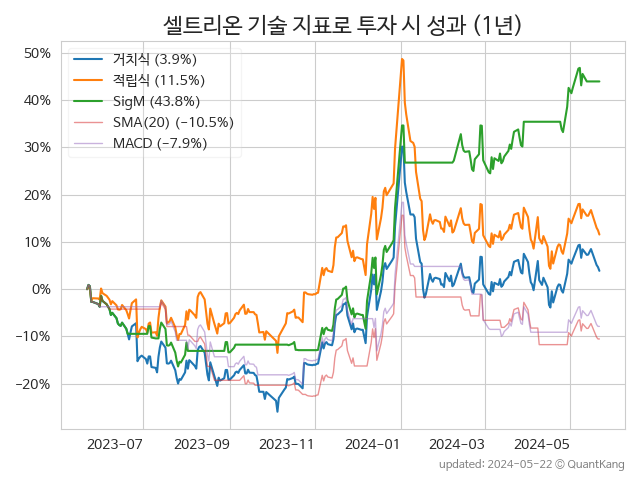 셀트리온 기술 지표로 투자 시 성과 (1년)
거치식 (3.9%)
적립식 (11.5%)
SigM (43.8%)
SMA(20) (−10.5%)
MACD (−7.9%)
50%
40%
30%
20%
10%
0%
−10%
−20%
2023-07 2023-09 2023-11 2024-01 2024-03 2024-05
updated: 2024-05-22 © QuantKang